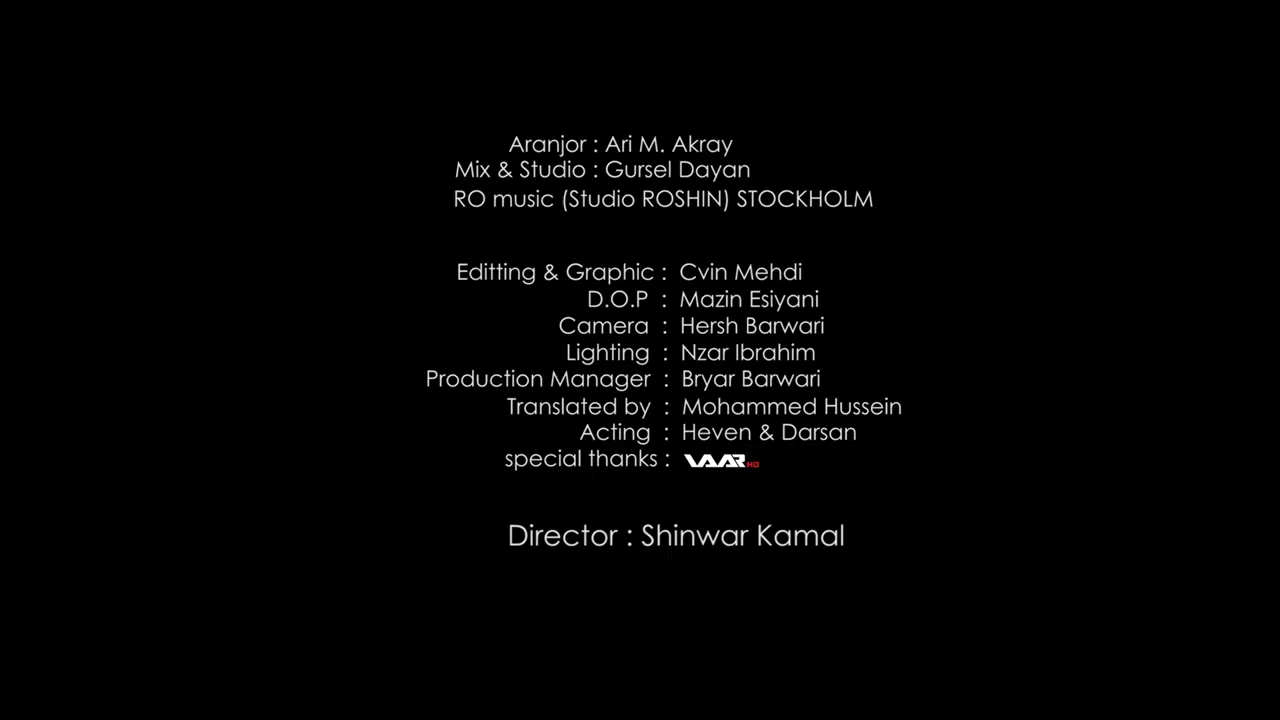 Aranjor : Ari M. Akray
Mix & Studio : Gursel Dayan
RO music (Studio ROSHIN) STOCKHOLM
Editting & Graphic : Cvin Mehdi
D.O.P : Mazin Esiyani
Camera : Hersh Barwari
Lighting : Nzar Ibrahim
Production Manager : Bryar Barwari
Translated by : Mohammed Hussein
Acting : Heven & Darsan
special thanks : VAAR HD
Director : Shinwar Kamal